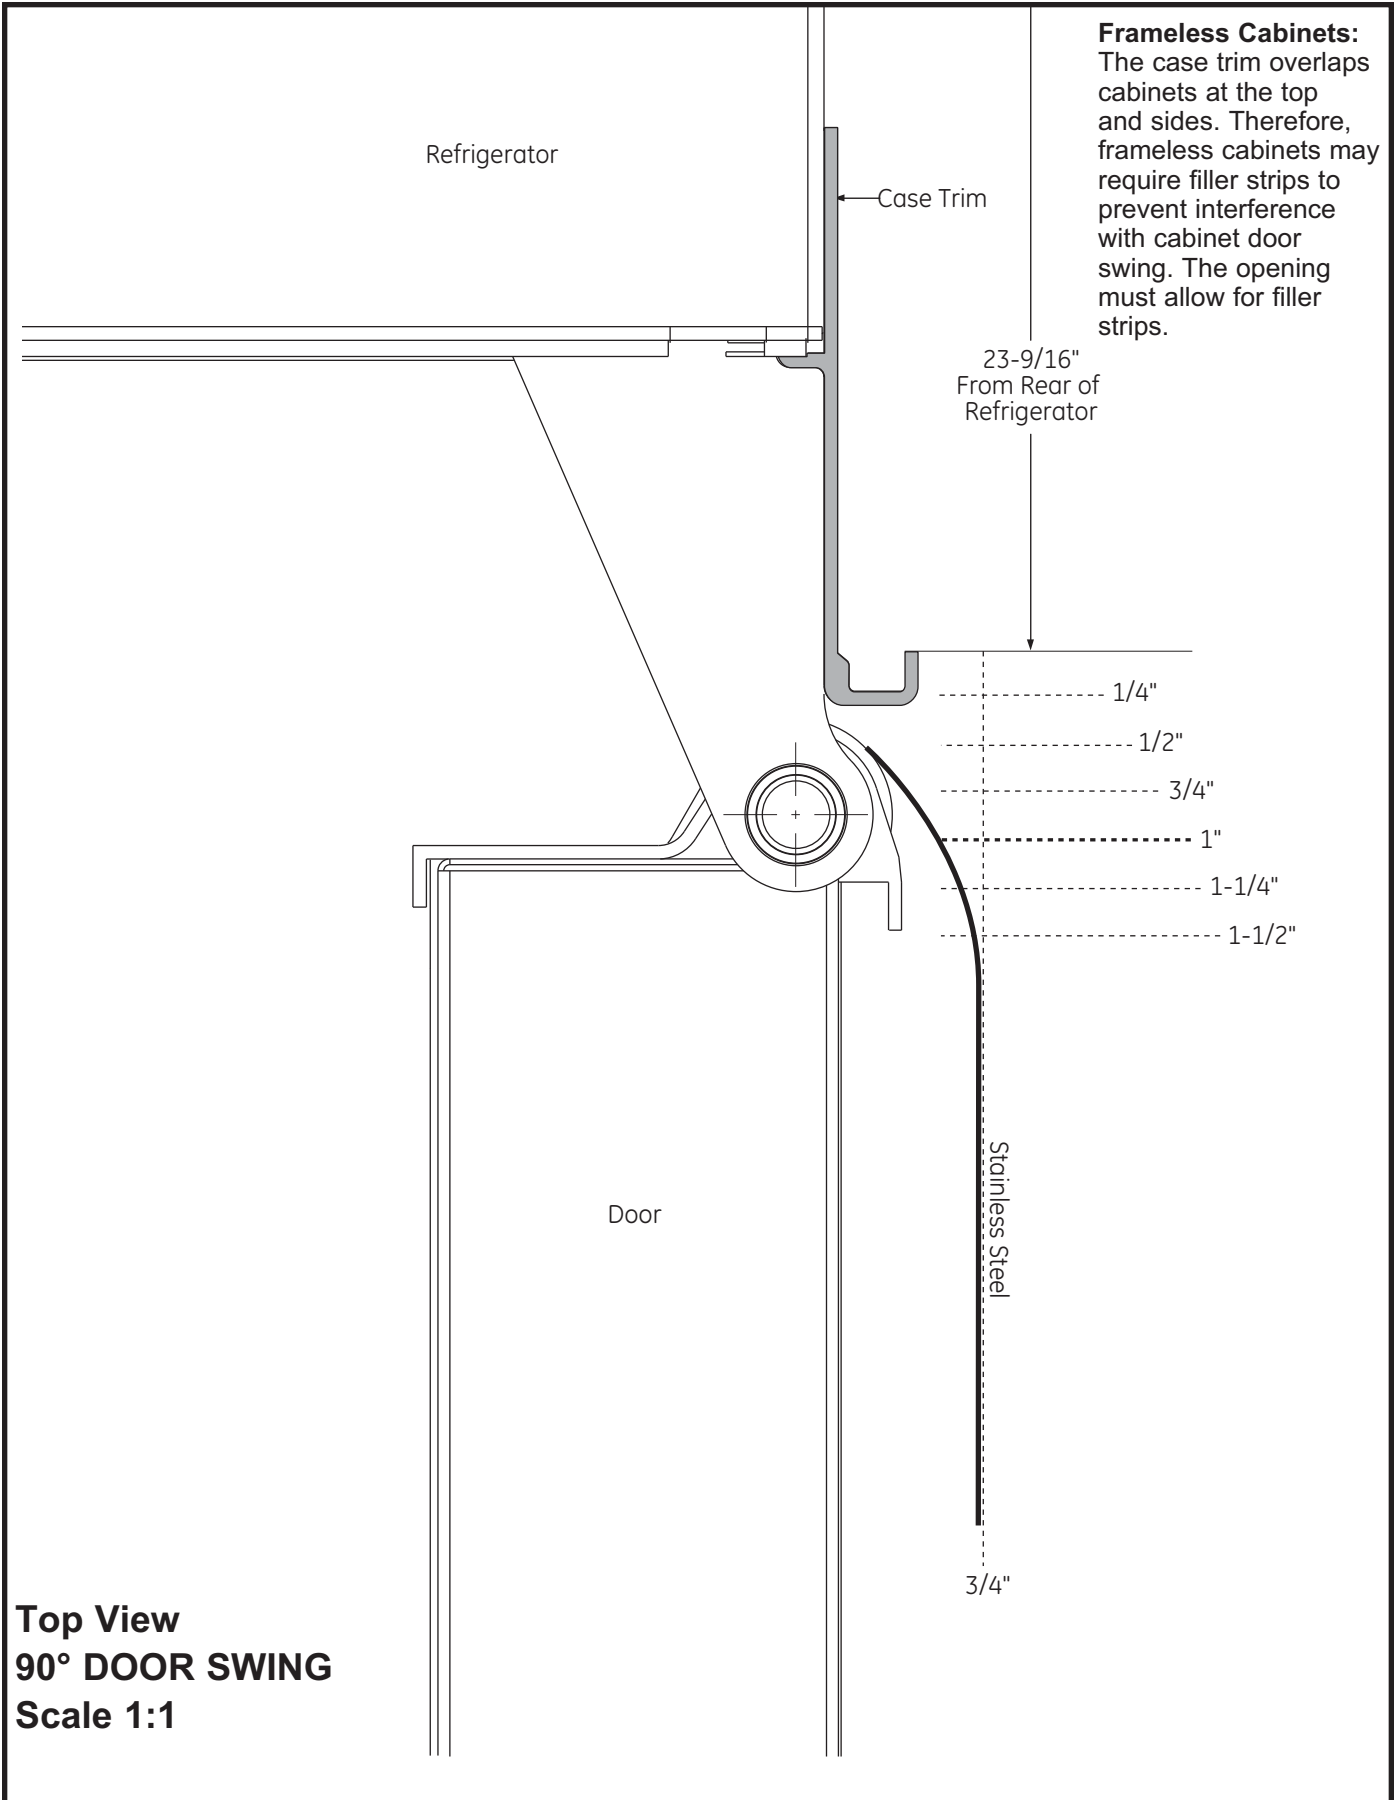 Frameless Cabinets:
The case trim overlaps
cabinets at the top
and sides. Therefore,
frameless cabinets may
require filler strips to
prevent interference
with cabinet door
swing. The opening
must allow for filler
strips.
Refrigerator
Case Trim
23-9/16"
From Rear of
Refrigerator
1/4"
1/2"
3/4"
1"
1-1/4"
1-1/2"
Stainless Steel
Door
3/4"
Top View
90° DOOR SWING
Scale 1:1